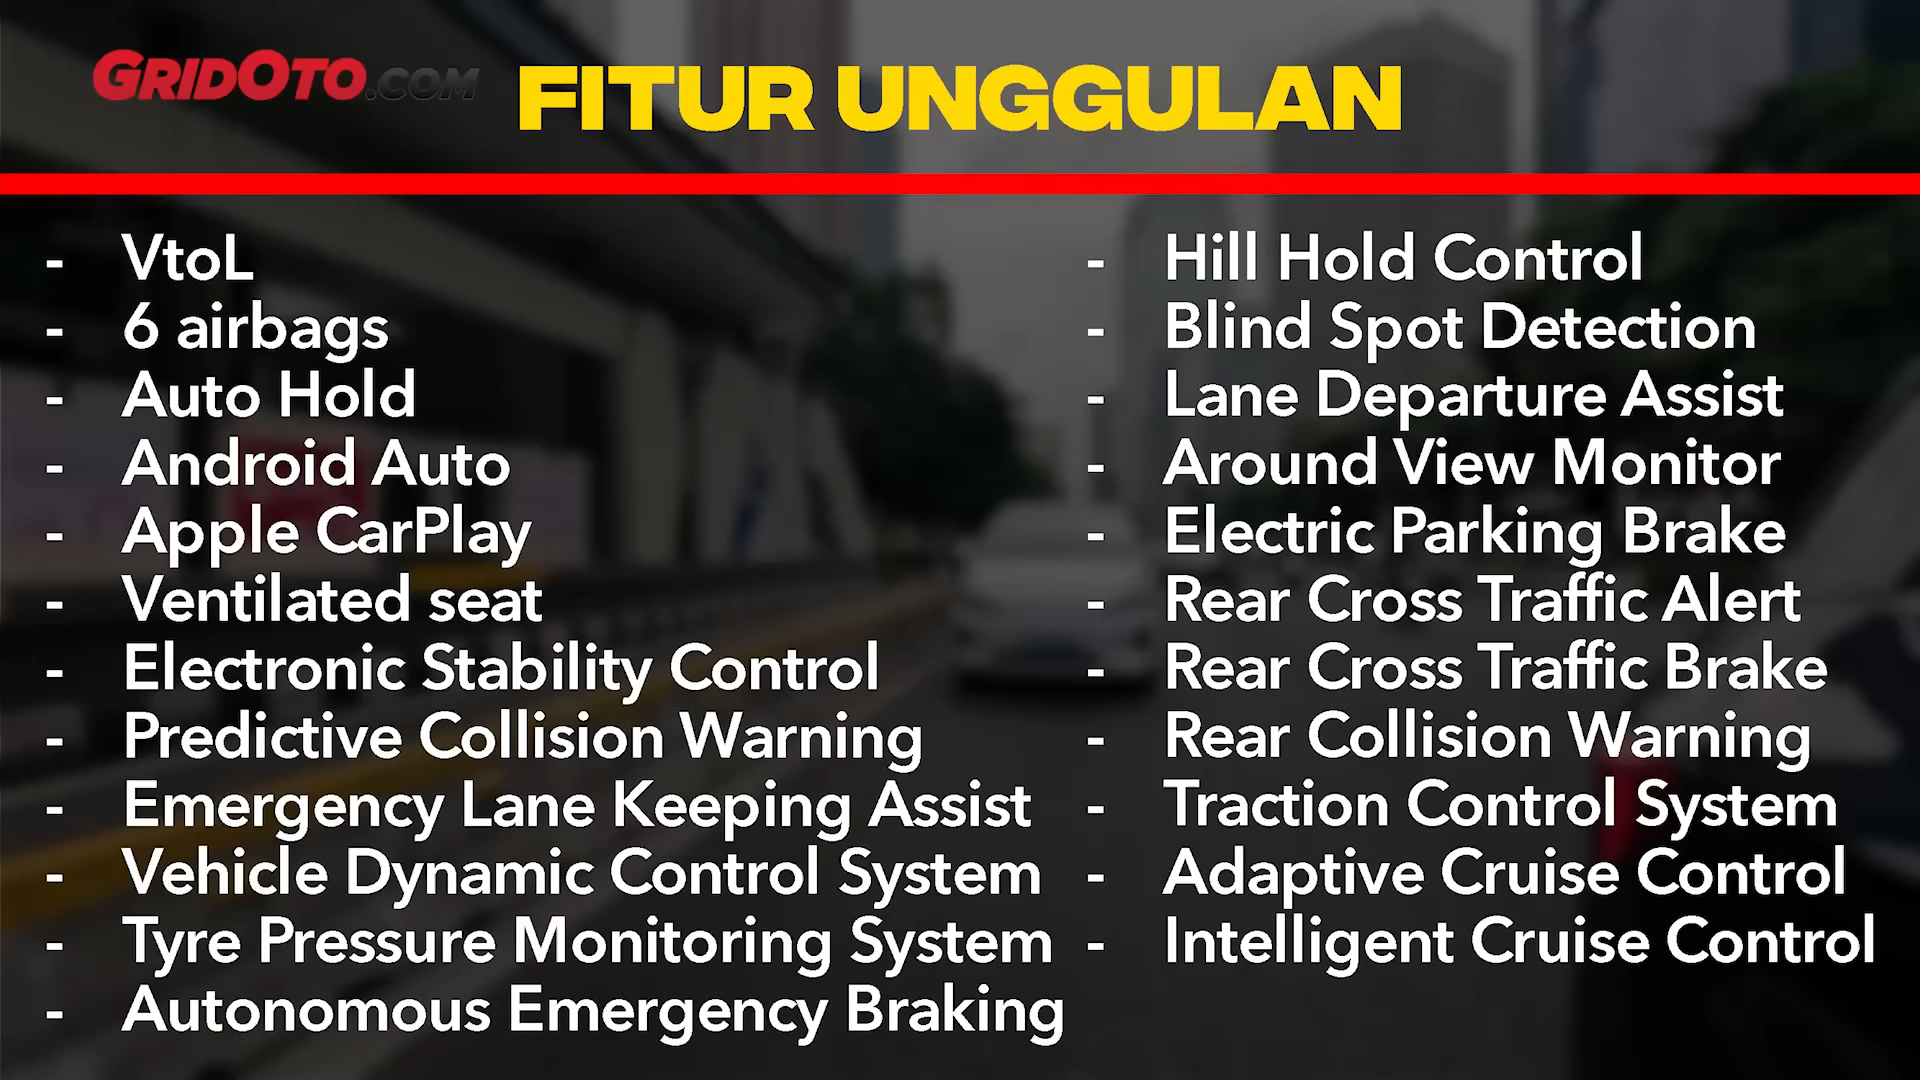 GRIDOTO.COM
FITUR UNGGULAN
- VtoL
- 6 airbags
- Auto Hold
- Android Auto
- Apple CarPlay
- Ventilated seat
- Electronic Stability Control
- Predictive Collision Warning
- Emergency Lane Keeping Assist
- Vehicle Dynamic Control System
- Tyre Pressure Monitoring System
- Autonomous Emergency Braking
- Hill Hold Control
- Blind Spot Detection
- Lane Departure Assist
- Around View Monitor
- Electric Parking Brake
- Rear Cross Traffic Alert
- Rear Cross Traffic Brake
- Rear Collision Warning
- Traction Control System
- Adaptive Cruise Control
- Intelligent Cruise Control